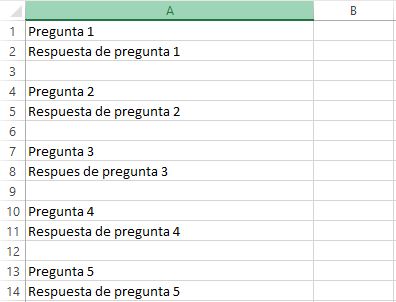 A B
1 Pregunta 1
2 Respuesta de pregunta 1
3
4 Pregunta 2
5 Respuesta de pregunta 2
6
7 Pregunta 3
8 Respues de pregunta 3
9
10 Pregunta 4
11 Respuesta de pregunta 4
12
13 Pregunta 5
14 Respuesta de pregunta 5